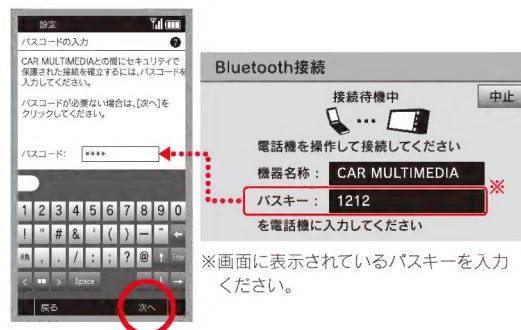 設定
パスコードの入力
?
CAR MULTIMEDIAとの間にセキュリティで
保護された接続を確立するには、パスコードを
入力してください。
パスコードが必要ない場合は、[次へ]を
クリックしてください。
パスコード: ****
1 2 3 4 5 6 7 8 9 0
! " # & ' ( ) — ~ ←
, . / : ; ? @ ↑
< > Space ! →
戻る 次へ
Bluetooth接続
接続待機中
中止
電話機を操作して接続してください
機器名称: CAR MULTIMEDIA
パスキー: 1212
※
を電話機に入力してください
※画面に表示されているパスキーを入力
ください。